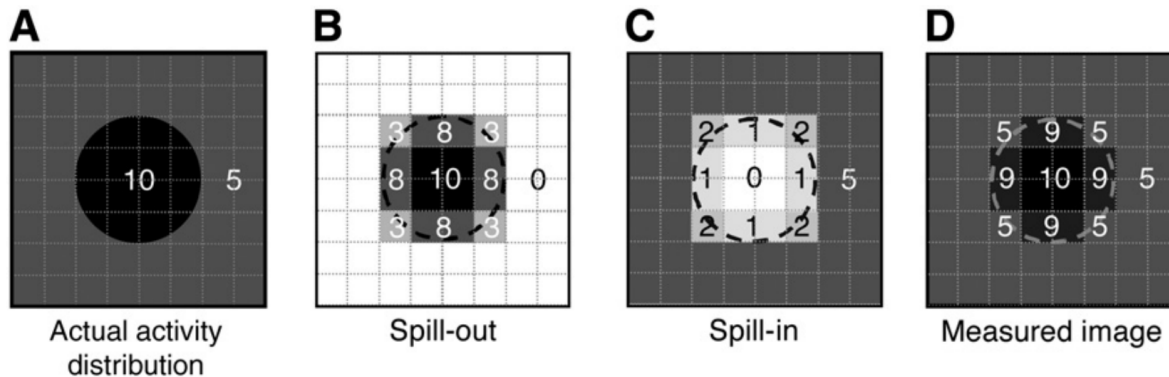 A B C D
10 5
3 8 3
8 10 8 0
3 8 3
2 1 2
1 0 1 5
2 1 2
5 9 5
9 10 9 5
5 9 5
Actual activity
distribution
Spill-out
Spill-in
Measured image